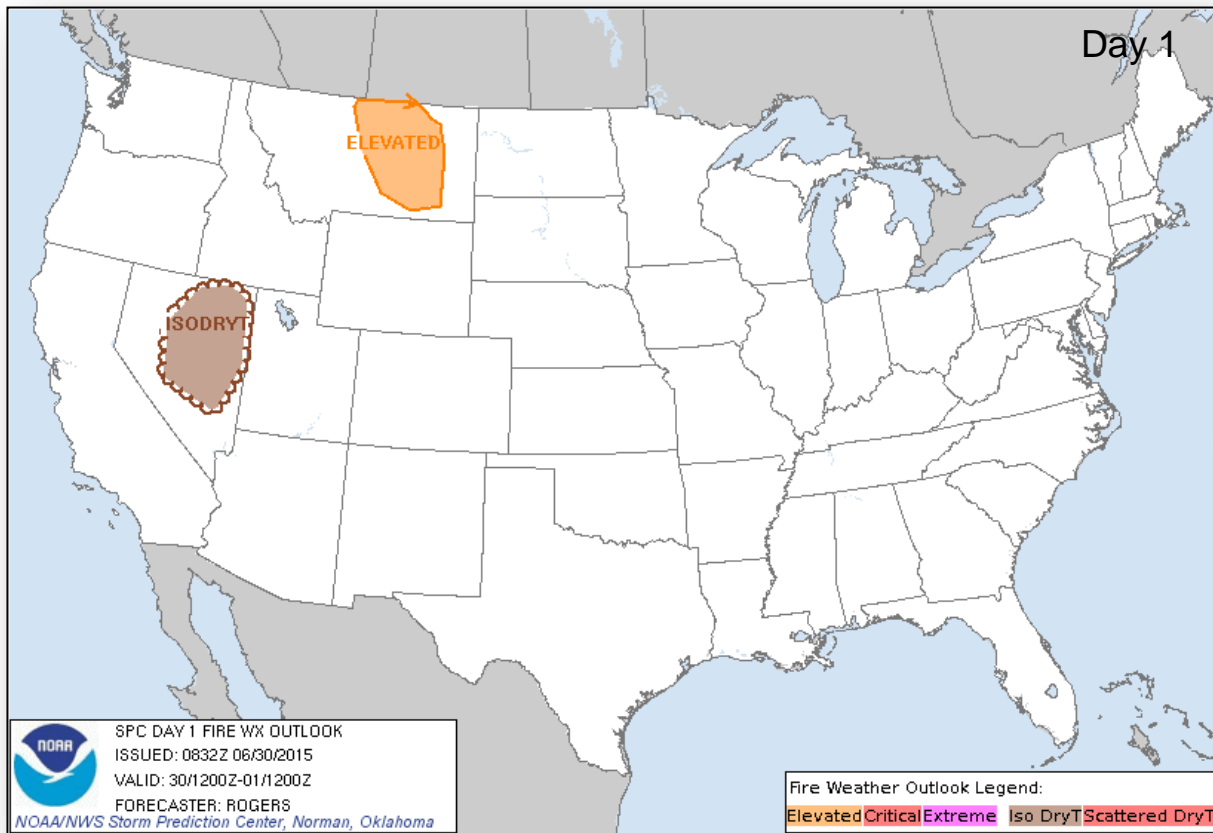 Day 1
ELEVATED
ISODRYT
NOAA
SPC DAY 1 FIRE WX OUTLOOK
ISSUED: 0832Z 06/30/2015
VALID: 30/1200Z-01/1200Z
FORECASTER: ROGERS
NOAA/NWS Storm Prediction Center, Norman, Oklahoma
Fire Weather Outlook Legend:
Elevated Critical Extreme Iso DryT Scattered DryT